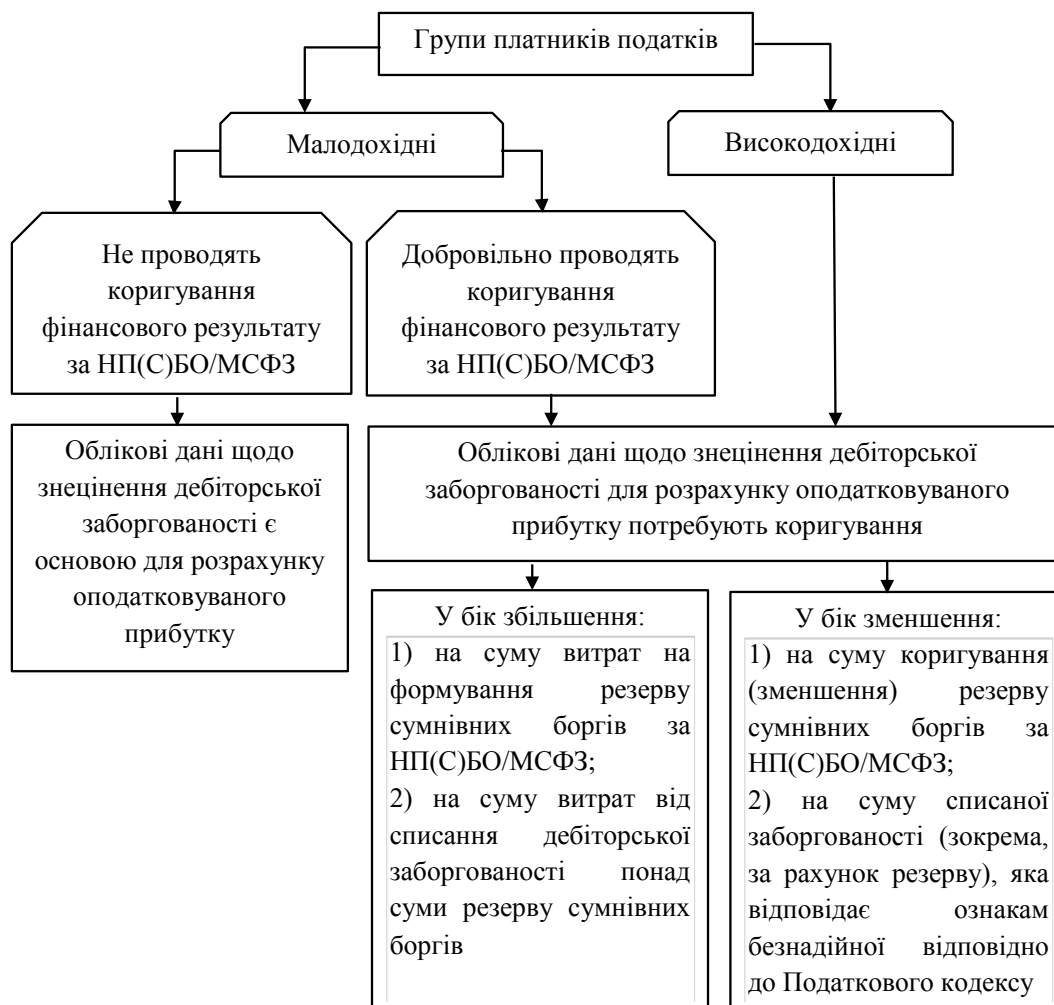 Групи платників податків
Малодохідні
Високодохідні
Не проводять
коригування
фінансового результату
за НП(С)БО/МСФЗ
Добровільно проводять
коригування
фінансового результату
за НП(С)БО/МСФЗ
Облікові дані щодо
знецінення дебіторської
заборгованості є
основою для розрахунку
оподатковуваного
прибутку
Облікові дані щодо знецінення дебіторської
заборгованості для розрахунку оподатковуваного
прибутку потребують коригування
У бік збільшення:
1) на суму витрат на
формування резерву
сумнівних боргів за
НП(С)БО/МСФЗ;
2) на суму витрат від
списання дебіторської
заборгованості понад
суми резерву сумнівних
боргів
У бік зменшення:
1) на суму коригування
(зменшення) резерву
сумнівних боргів за
НП(С)БО/МСФЗ;
2) на суму списаної
заборгованості (зокрема,
за рахунок резерву), яка
відповідає ознакам
безнадійної відповідно
до Податкового кодексу